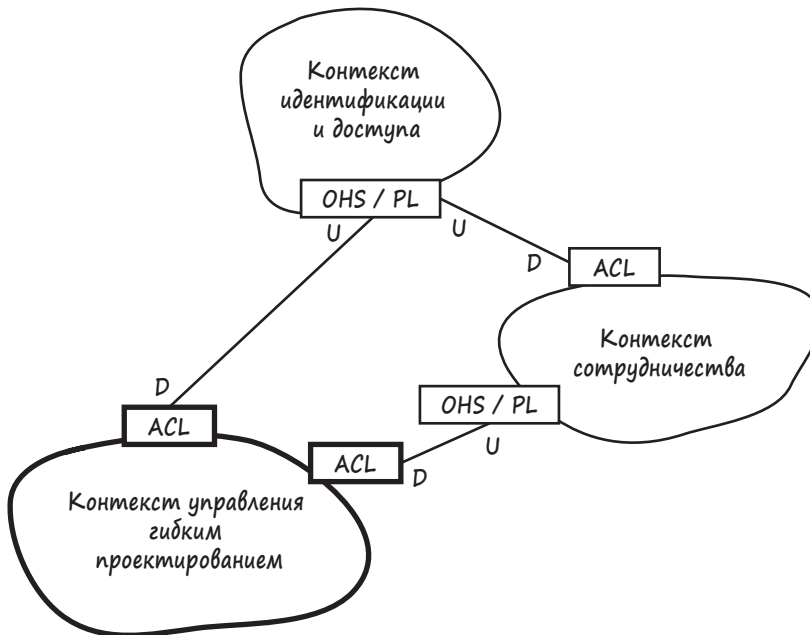 Контекст
идентификации
и доступа
OHS / PL
U
U
D
ACL
Контекст
сотрудничества
D
OHS / PL
ACL
U
ACL
D
Контекст управления
гибким
проектированием